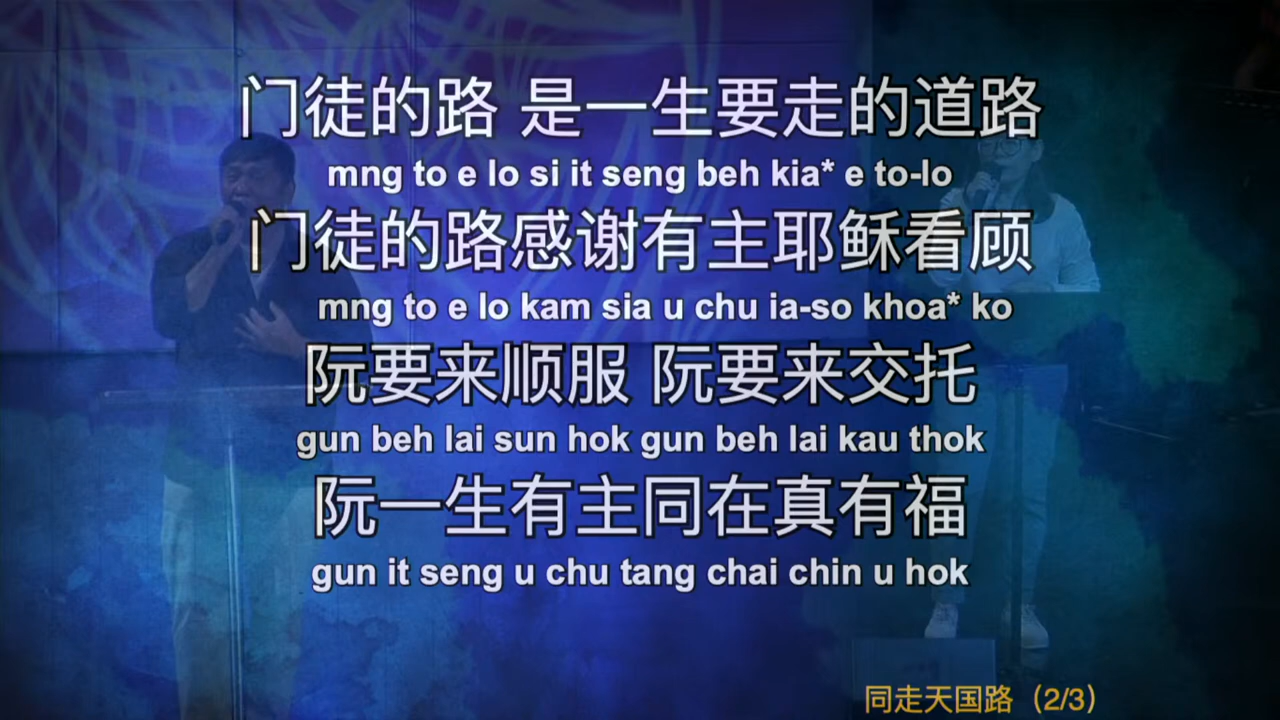 门徒的路 是一生要走的道路
mng to e lo si it seng beh kia* e to-lo
门徒的路感谢有主耶稣看顾
mng to e lo kam sia u chu ia-so khoa* ko
阮要来顺服 阮要来交托
gun beh lai sun hok gun beh lai kau thok
阮一生有主同在真有福
gun it seng u chu tang chai chin u hok
同走天国路（2/3）